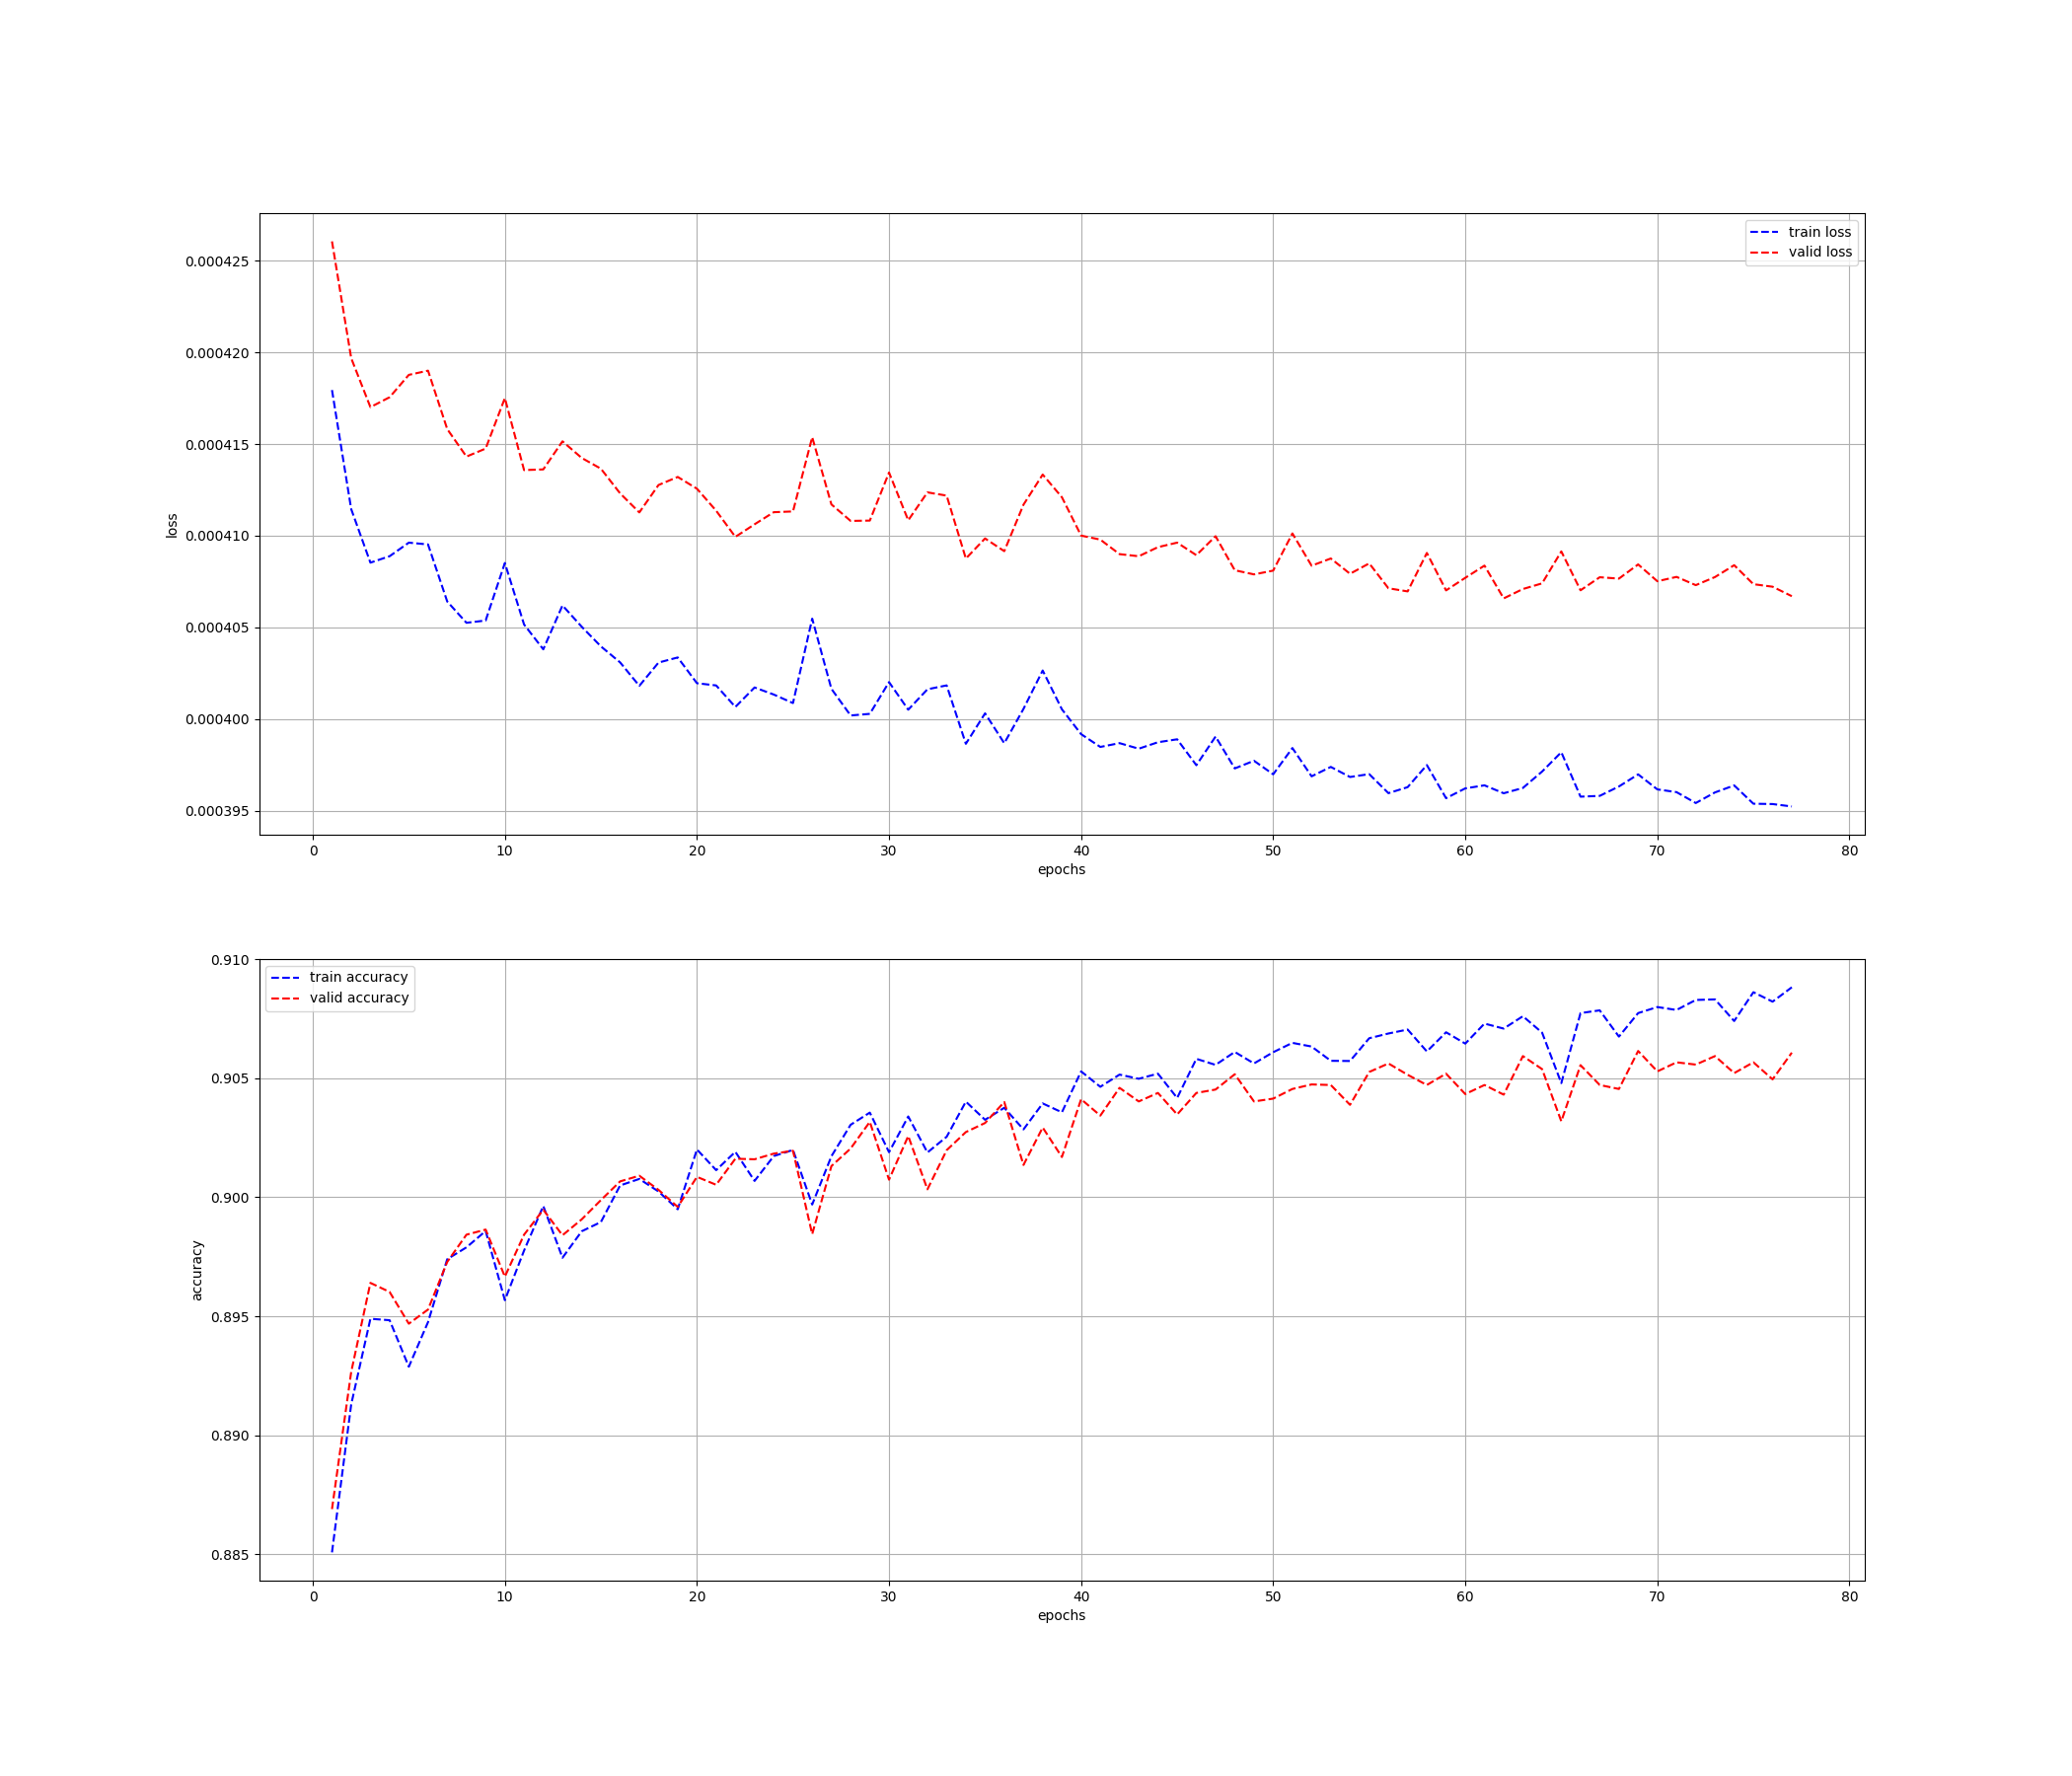 train loss
valid loss
0.000425
0.000420
0.000415
0.000410
0.000405
0.000400
0.000395
loss
0 10 20 30 40 50 60 70 80
epochs
train accuracy
valid accuracy
0.910
0.905
0.900
0.895
0.890
0.885
accuracy
0 10 20 30 40 50 60 70 80
epochs